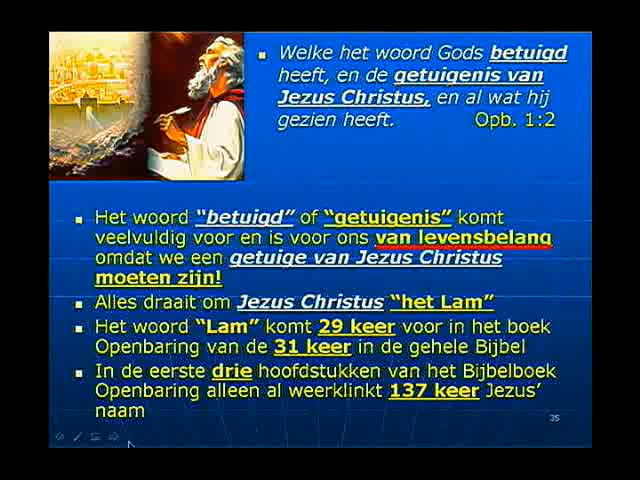 Welke het woord Gods betuigd
heeft, en de getuigenis van
Jezus Christus, en al wat hij
gezien heeft. Opb. 1:2
Het woord “betuigd” of “getuigenis” komt
veelvuldig voor en is voor ons van levensbelang
omdat we een getuige van Jezus Christus
moeten zijn!
Alles draait om Jezus Christus “het Lam”
Het woord “Lam” komt 29 keer voor in het boek
Openbaring van de 31 keer in de gehele Bijbel
In de eerste drie hoofdstukken van het Bijbelboek
Openbaring alleen al weerklinkt 137 keer Jezus’
naam
35